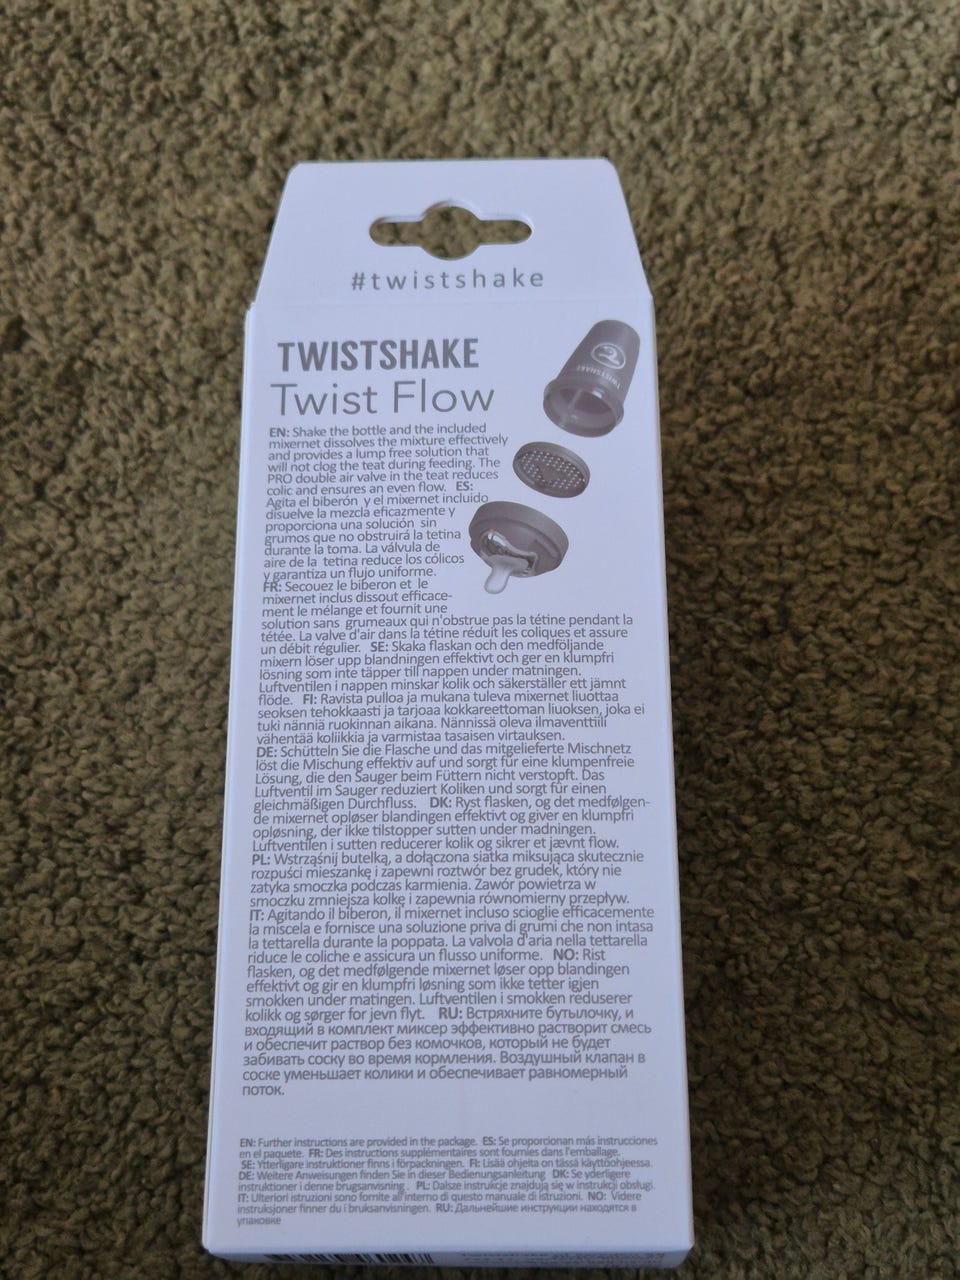 #twistshake
TWISTSHAKE
Twist Flow
TWISTSHAKE
EN: Shake the bottle and the included
mixernet dissolves the mixture effectively
and provides a lump free solution that
will not clog the teat during feeding. The
PRO double air valve in the teat reduces
colic and ensures an even flow. ES:
Agita el biberón y el mixernet incluido
disuelve la mezcla eficazmente y
proporciona una solución sin
grumos que no obstruirá la tetina
durante la toma. La válvula de
aire de la tetina reduce los cólicos
y garantiza un flujo uniforme.
FR: Secouez le biberon et le
mixernet inclus dissout efficace-
ment le mélange et fournit une
solution sans grumeaux qui n'obstrue pas la tétine pendant la
tétée. La valve d'air dans la tétine réduit les coliques et assure
un débit régulier. SE: Skaka flaskan och den medföljande
mixern löser upp blandningen effektivt och ger en klumpfri
lösning som inte täpper till nappen under matningen.
Luftventilen i nappen minskar kolik och säkerställer ett jämnt
flöde. FI: Ravista pulloa ja mukana tuleva mixernet liuottaa
seoksen tehokkaasti ja tarjoaa kokkareettoman liuoksen, joka ei
tuki nänniä ruokinnan aikana. Nännissä oleva ilmaventtiili
vähentää koliikkia ja varmistaa tasaisen virtauksen.
DE: Schütteln Sie die Flasche und das mitgelieferte Mischnetz
löst die Mischung effektiv auf und sorgt für eine klumpenfreie
Lösung, die den Sauger beim Füttern nicht verstopft. Das
Luftventil im Sauger reduziert Koliken und sorgt für einen
gleichmäßigen Durchfluss. DK: Ryst flasken, og det medfølgen-
de mixernet opløser blandingen effektivt og giver en klumpfri
opløsning, der ikke tilstopper sutten under madningen.
Luftventilen i sutten reducerer kolik og sikrer et jævnt flow.
PL: Wstrząśnij butelką, a dołączona siatka miksująca skutecznie
rozpuści mieszankę i zapewni roztwór bez grudek, który nie
zatyka smoczka podczas karmienia. Zawór powietrza w
smoczku zmniejsza kolkę i zapewnia równomierny przepływ.
IT: Agitando il biberon, il mixernet incluso scioglie efficacemente
la miscela e fornisce una soluzione priva di grumi che non intasa
la tettarella durante la poppata. La valvola d'aria nella tettarella
riduce le coliche e assicura un flusso uniforme. NO: Rist
flasken, og det medfølgende mixernet løser opp blandingen
effektivt og gir en klumpfri løsning som ikke tetter igjen
smokken under matingen. Luftventilen i smokken reduserer
kolikk og sørger for jevn flyt. RU: Встряхните бутылочку, и
входящий в комплект миксер эффективно растворит смесь
и обеспечит раствор без комочков, который не будет
забивать соску во время кормления. Воздушный клапан в
соске уменьшает колики и обеспечивает равномерный
поток.
EN: Further instructions are provided in the package. ES: Se proporcionan más instrucciones
en el paquete. FR: Des instructions supplémentaires sont fournies dans l'emballage.
SE: Ytterligare instruktioner finns i förpackningen. FI: Lisää ohjeita on tässä käyttöohjeessa.
DE: Weitere Anweisungen finden Sie in dieser Bedienungsanleitung DK: Se yderligere
instruktioner i denne brugsanvisning. PL: Dalsze instrukcje znajdują się w instrukcji obsługi.
IT: Ulteriori istruzioni sono fornite all'interno di questo manuale di istruzioni. NO: Videre
instruksjoner finner du i bruksanvisningen. RU: Дальнейшие инструкции находятся в
упаковке